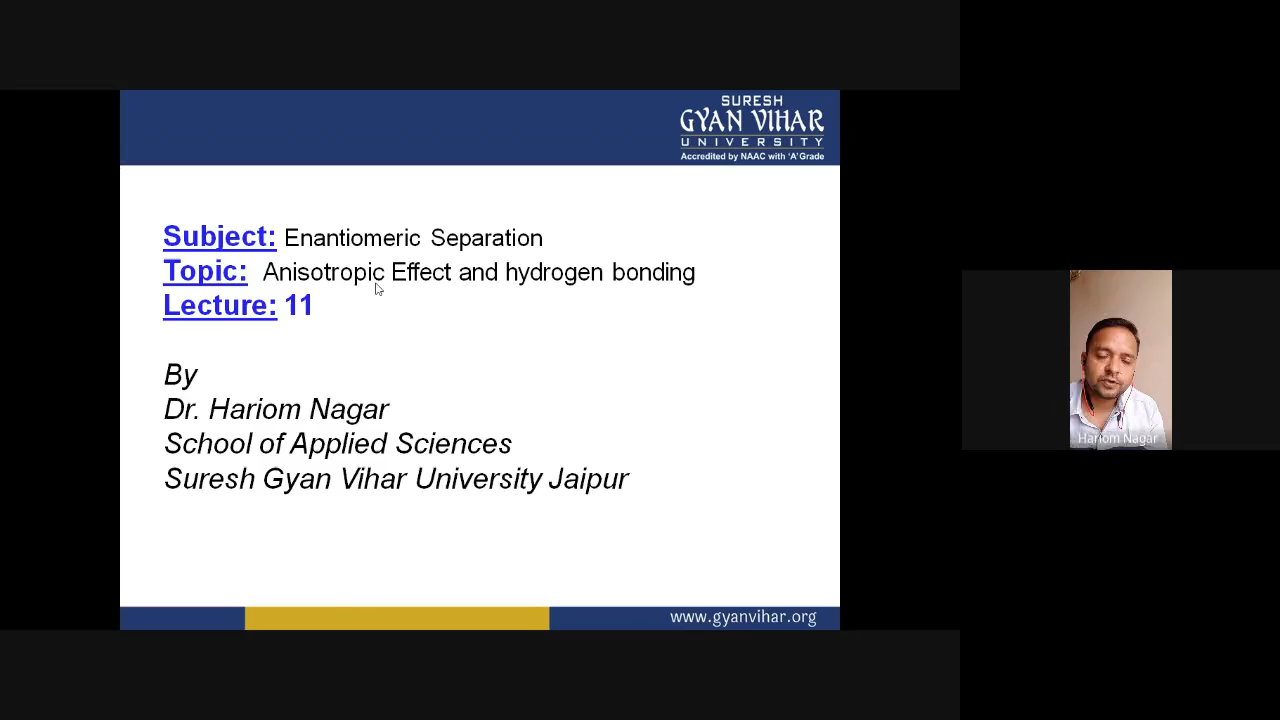 SURESH
GYAN VIHAR
UNIVERSITY
Accredited by NAAC with 'A' Grade
Subject: Enantiomeric Separation
Topic: Anisotropic Effect and hydrogen bonding
Lecture: 11
By
Dr. Hariom Nagar
School of Applied Sciences
Suresh Gyan Vihar University Jaipur
www.gyanvihar.org
Hariom Nagar